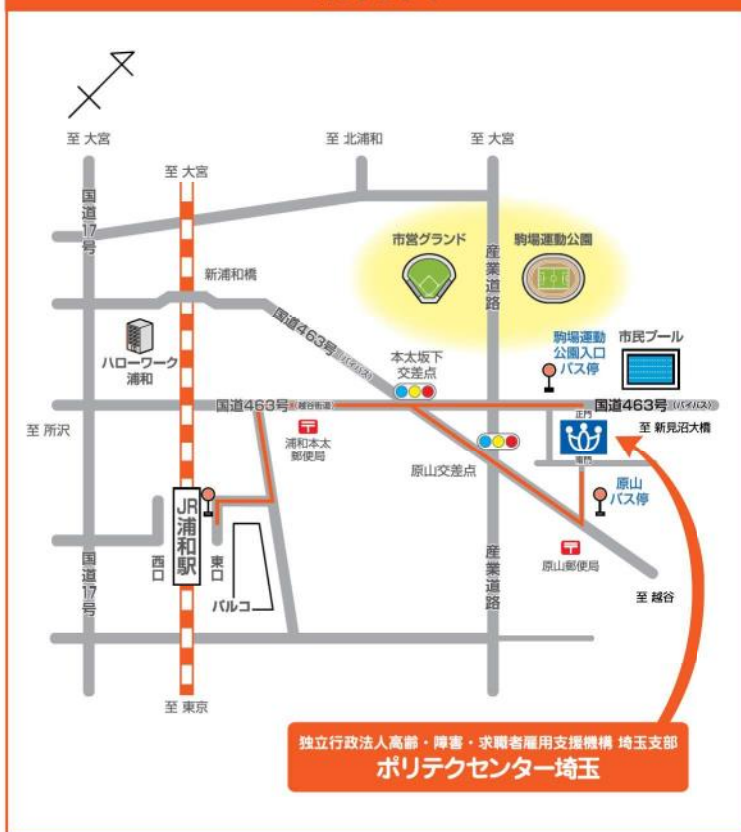 至 大宮
至 北浦和
至 大宮
至 大宮
国道17号
市営グランド
駒場運動公園
産業道路
新浦和橋
国道463号(バイパス)
駒場運動
公園入口
バス停
市民プール
ハローワーク
浦和
本太坂下
交差点
国道463号(越谷街道)
正門
国道463号(バイパス)
至 所沢
浦和本太
郵便局
至 新見沼大橋
原山交差点
原山
バス停
JR浦和駅
西口
東口
パルコ
国道17号
産業道路
原山郵便局
至 越谷
至 東京
独立行政法人高齢・障害・求職者雇用支援機構 埼玉支部
ポリテクセンター埼玉